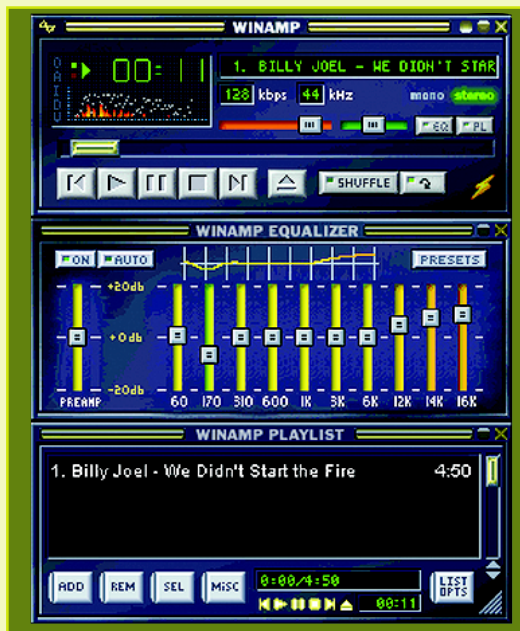 WINAMP
O A I D U
00:11
1. BILLY JOEL - WE DIDN'T STAR
128 kbps 44 kHz mono stereo
EQ PL
SHUFFLE
WINAMP EQUALIZER
ON AUTO PRESETS
+20db
+0db
-20db
PREAMP 60 170 310 600 1K 3K 6K 12K 14K 16K
WINAMP PLAYLIST
1. Billy Joel - We Didn't Start the Fire 4:50
ADD REM SEL MISC 0:00/4:50 LIST OPTS
00:11